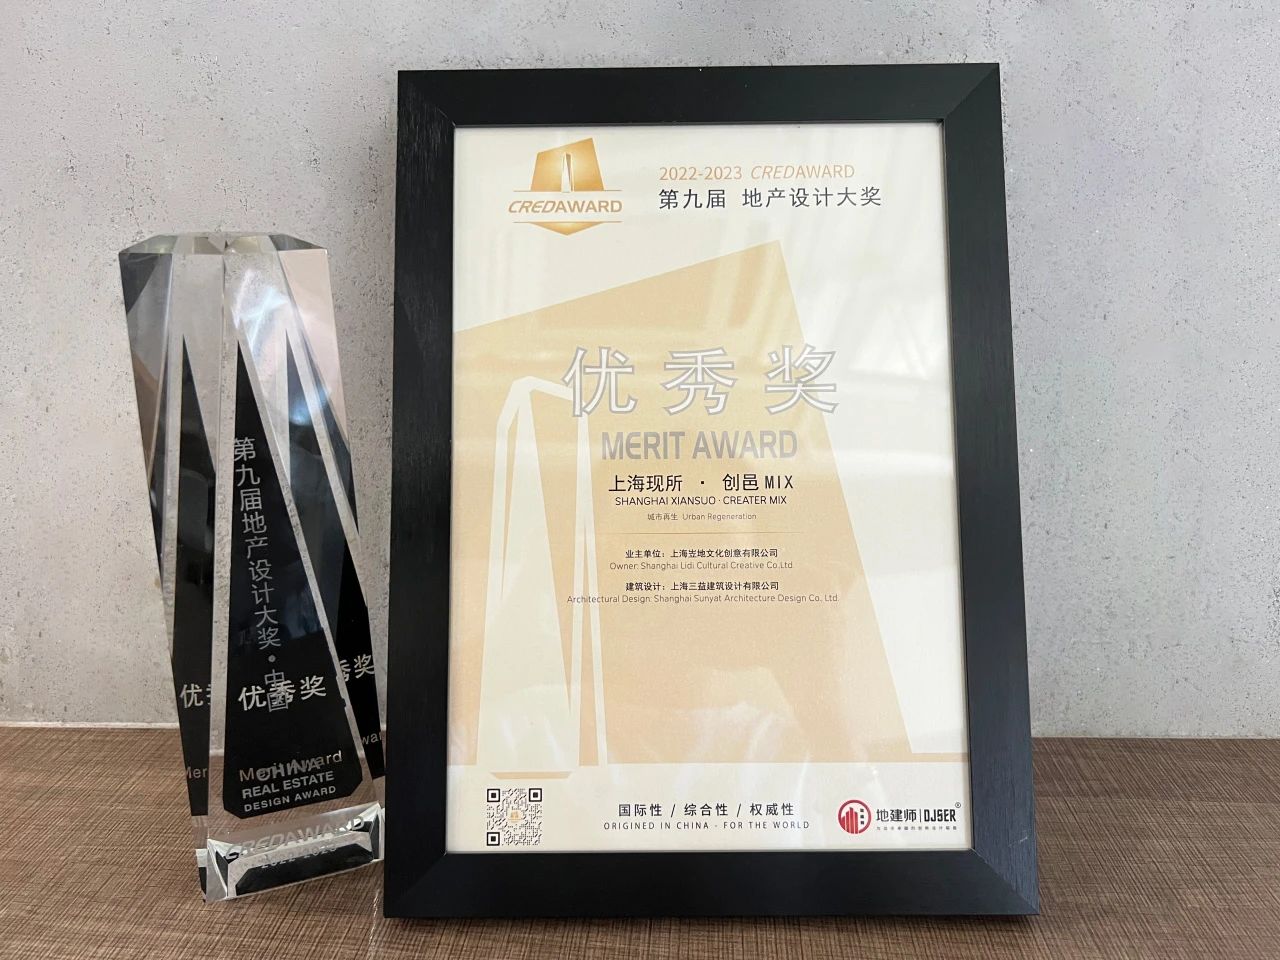 CREDAWARD
2022-2023 CREDAWARD
第九届 地产设计大奖
优秀奖
MERIT AWARD
上海现所 · 创邑MIX
SHANGHAI XIANSUO · CREATER MIX
城市再生 Urban Regeneration
业主单位：上海岦地文化创意有限公司
Owner: Shanghai Lidi Cultural Creative Co.Ltd.
建筑设计：上海三益建筑设计有限公司
Architectural Design: Shanghai Sunyat Architecture Design Co. Ltd.
国际性 / 综合性 / 权威性
ORIGINED IN CHINA · FOR THE WORLD
地建师 DJSER®
第九届地产设计大奖·中国
优秀奖
Merit Award
CHINA
REAL ESTATE
DESIGN AWARD
CREDAWARD
2022-2023